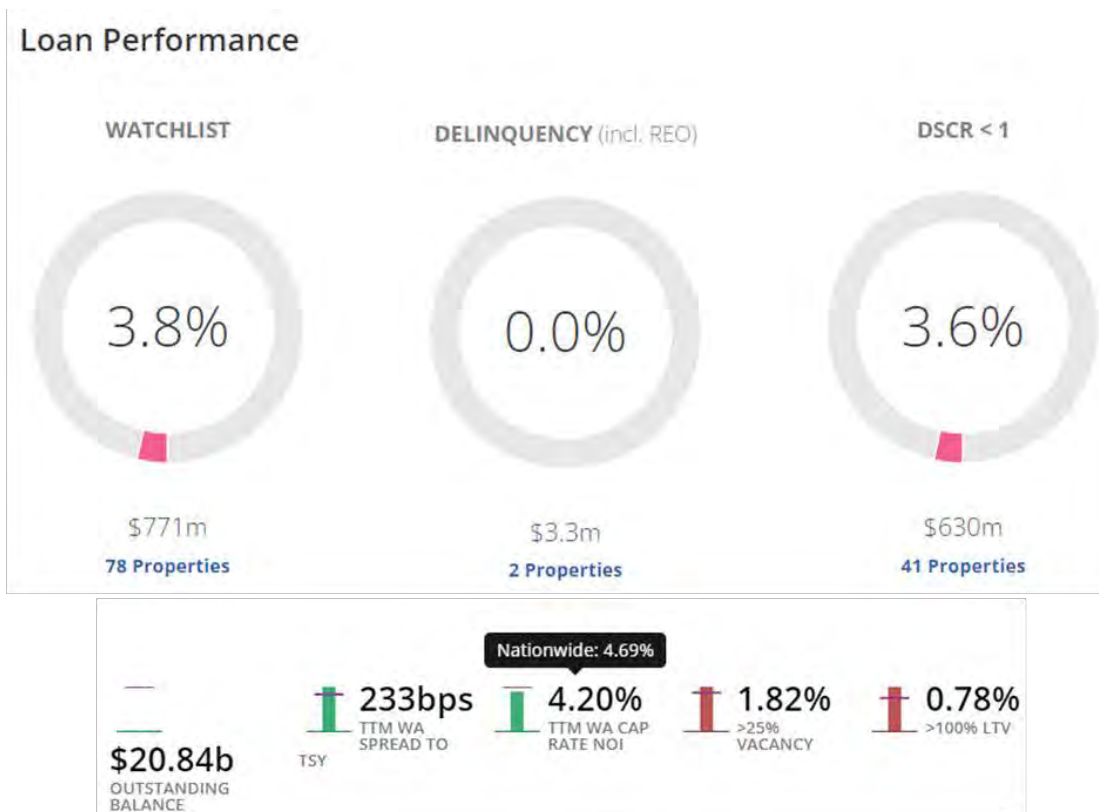 Loan Performance
WATCHLIST
3.8%
$771m
78 Properties
DELINQUENCY (incl. REO)
0.0%
$3.3m
2 Properties
DSCR < 1
3.6%
$630m
41 Properties
$20.84b
OUTSTANDING
BALANCE
233bps
TTM WA
SPREAD TO
TSY
Nationwide: 4.69%
4.20%
TTM WA CAP
RATE NOI
1.82%
>25%
VACANCY
0.78%
>100% LTV